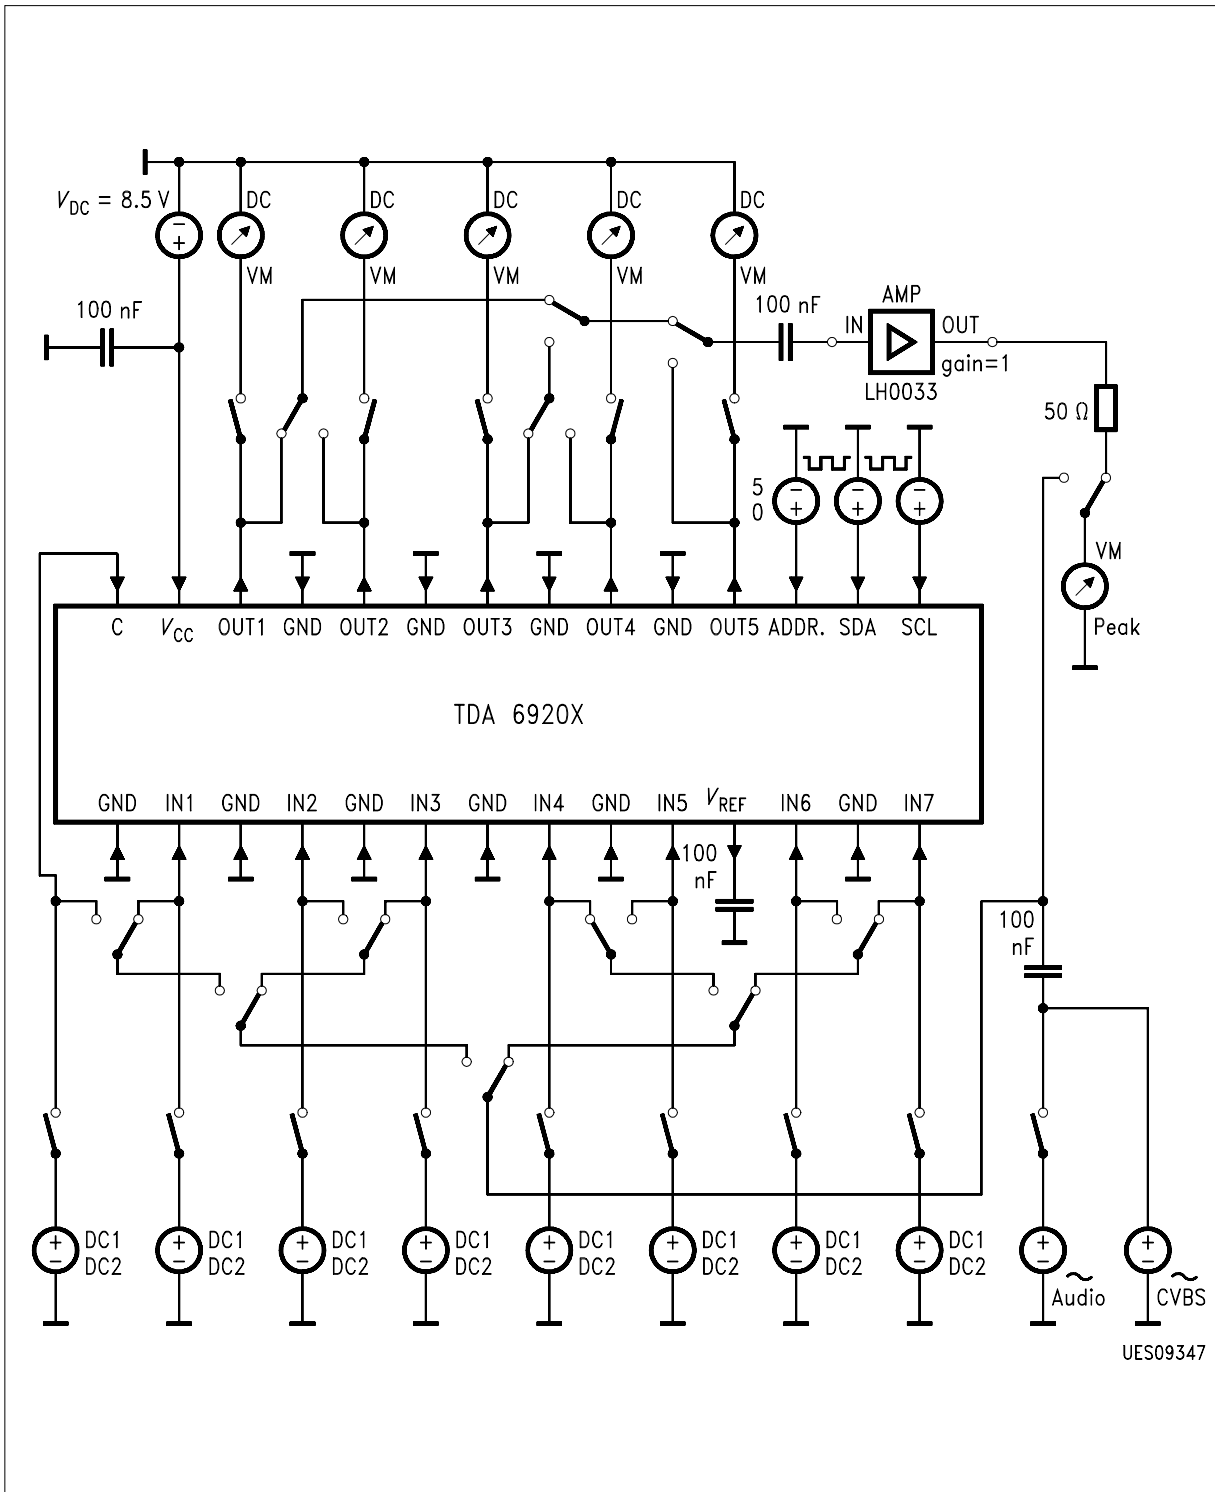 DC DC DC DC DC
V_DC = 8.5 V
− +
VM VM VM VM VM
100 nF
100 nF
AMP
IN OUT
gain=1
LH0033
50 Ω
5
0
− + − + − +
VM
Peak
C V_CC OUT1 GND OUT2 GND OUT3 GND OUT4 GND OUT5 ADDR. SDA SCL
TDA 6920X
GND IN1 GND IN2 GND IN3 GND IN4 GND IN5 V_REF IN6 GND IN7
100
nF
100
nF
+ − + − + − + − + − + − + − + − + − + −
DC1 DC1 DC1 DC1 DC1 DC1 DC1 DC1
DC2 DC2 DC2 DC2 DC2 DC2 DC2 DC2
~ ~
Audio CVBS
UES09347